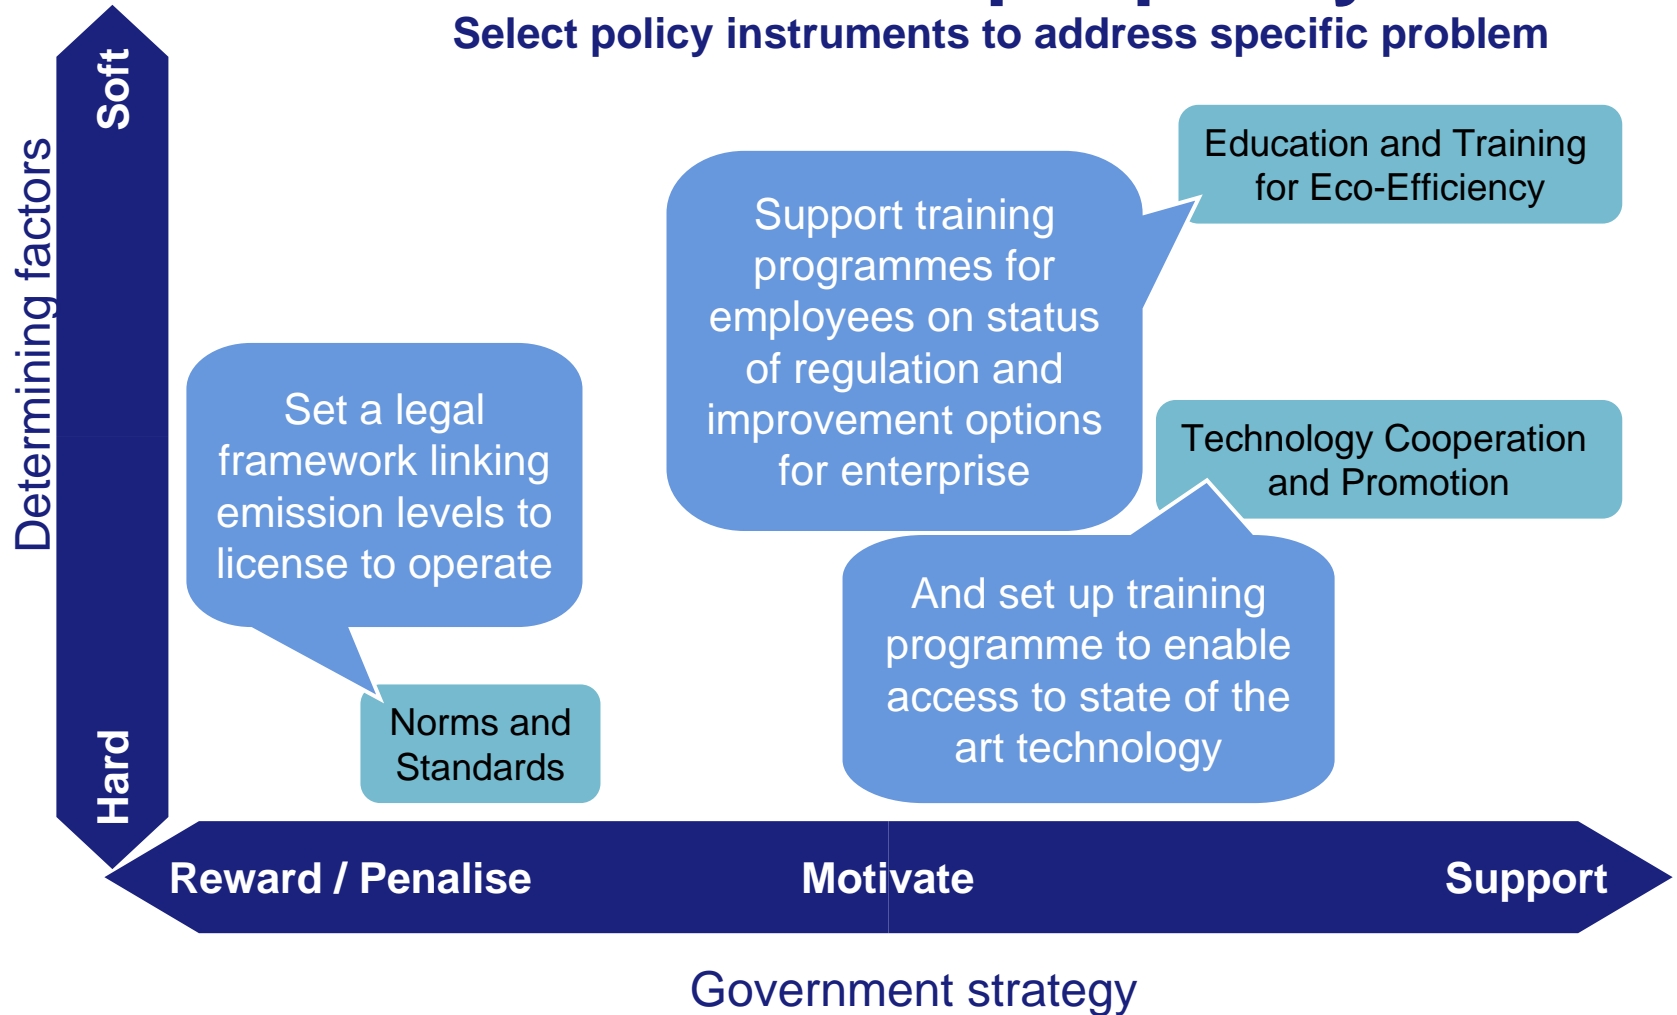 Select policy instruments to address specific problem
Soft
Determining factors
Hard
Education and Training
for Eco-Efficiency
Support training
programmes for
employees on status
of regulation and
improvement options
for enterprise
Set a legal
framework linking
emission levels to
license to operate
Technology Cooperation
and Promotion
And set up training
programme to enable
access to state of the
art technology
Norms and
Standards
Reward / Penalise
Motivate
Support
Government strategy